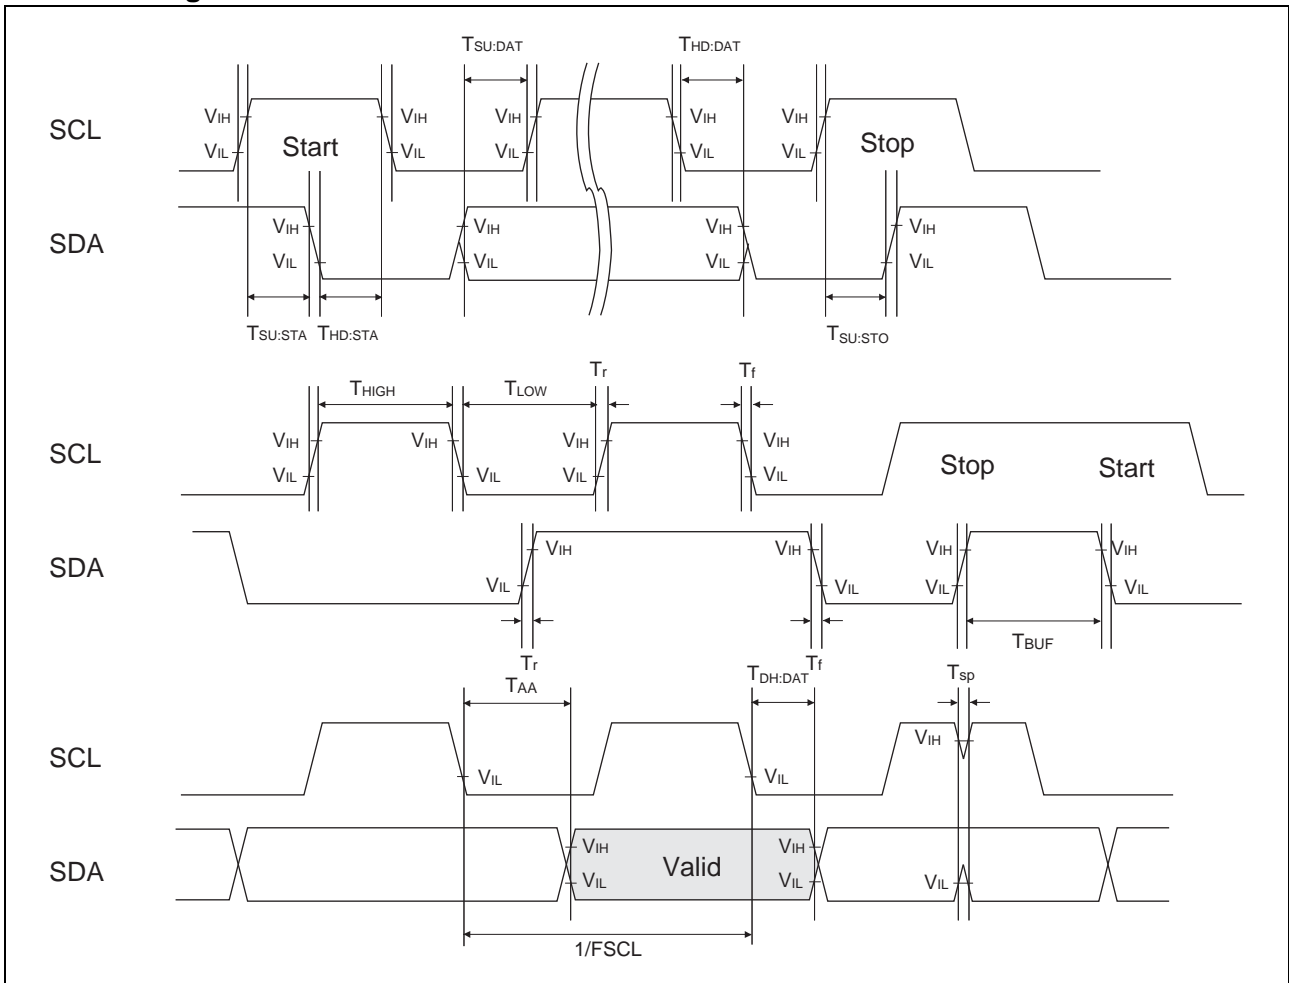 TSU:DAT THD:DAT
SCL VIH VIH VIH VIH VIH
VIL Start VIL VIL VIL VIL Stop
SDA VIH VIH VIH VIH
VIL VIL VIL VIL
TSU:STA THD:STA TSU:STO
THIGH TLOW Tr Tf
SCL VIH VIH VIH VIH
VIL VIL VIL VIL Stop Start
SDA VIH VIH VIH VIH
VIL VIL VIL VIL
Tr Tf TBUF
TAA TDH:DAT Tsp
SCL VIH
VIL VIL
SDA VIH Valid VIH
VIL VIL VIL
1/FSCL